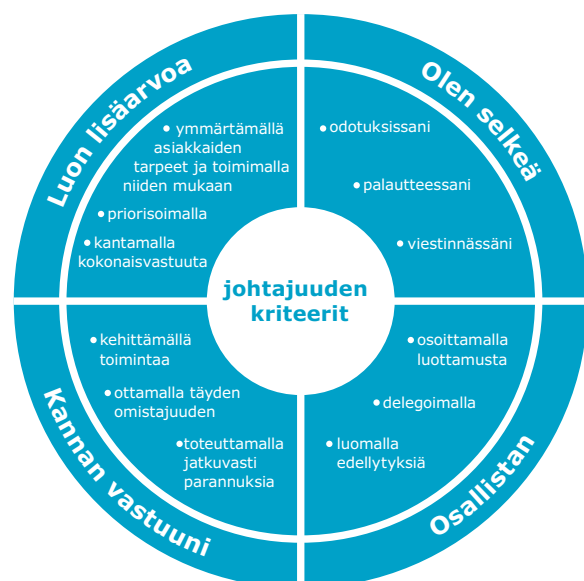 Luon lisäarvoa
• ymmärtämällä
asiakkaiden
tarpeet ja toimimalla
niiden mukaan
• priorisoimalla
• kantamalla
kokonaisvastuuta
Olen selkeä
• odotuksissani
• palautteessani
• viestinnässäni
johtajuuden
kriteerit
Kannan vastuuni
• kehittämällä
toimintaa
• ottamalla täyden
omistajuuden
• toteuttamalla
jatkuvasti
parannuksia
Osallistan
• osoittamalla
luottamusta
• delegoimalla
• luomalla
edellytyksiä